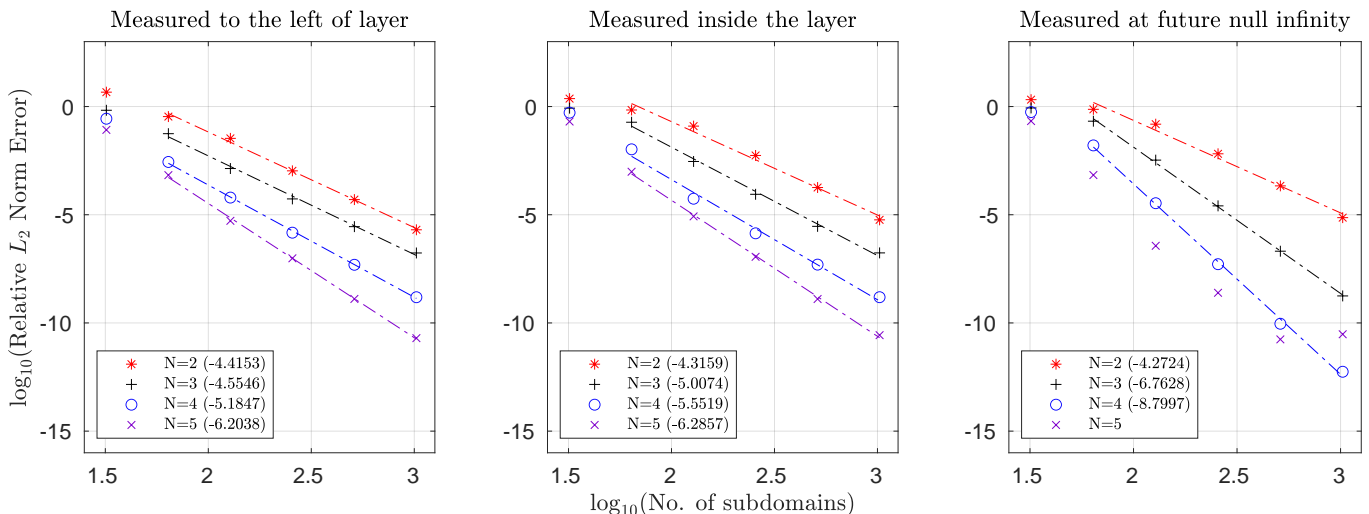 Measured to the left of layer
Measured inside the layer
Measured at future null infinity
log₁₀(Relative L₂ Norm Error)
0
-5
-10
-15
1.5 2 2.5 3
N=2 (-4.4153)
N=3 (-4.5546)
N=4 (-5.1847)
N=5 (-6.2038)
0
-5
-10
-15
1.5 2 2.5 3
N=2 (-4.3159)
N=3 (-5.0074)
N=4 (-5.5519)
N=5 (-6.2857)
0
-5
-10
-15
1.5 2 2.5 3
N=2 (-4.2724)
N=3 (-6.7628)
N=4 (-8.7997)
N=5
log₁₀(No. of subdomains)